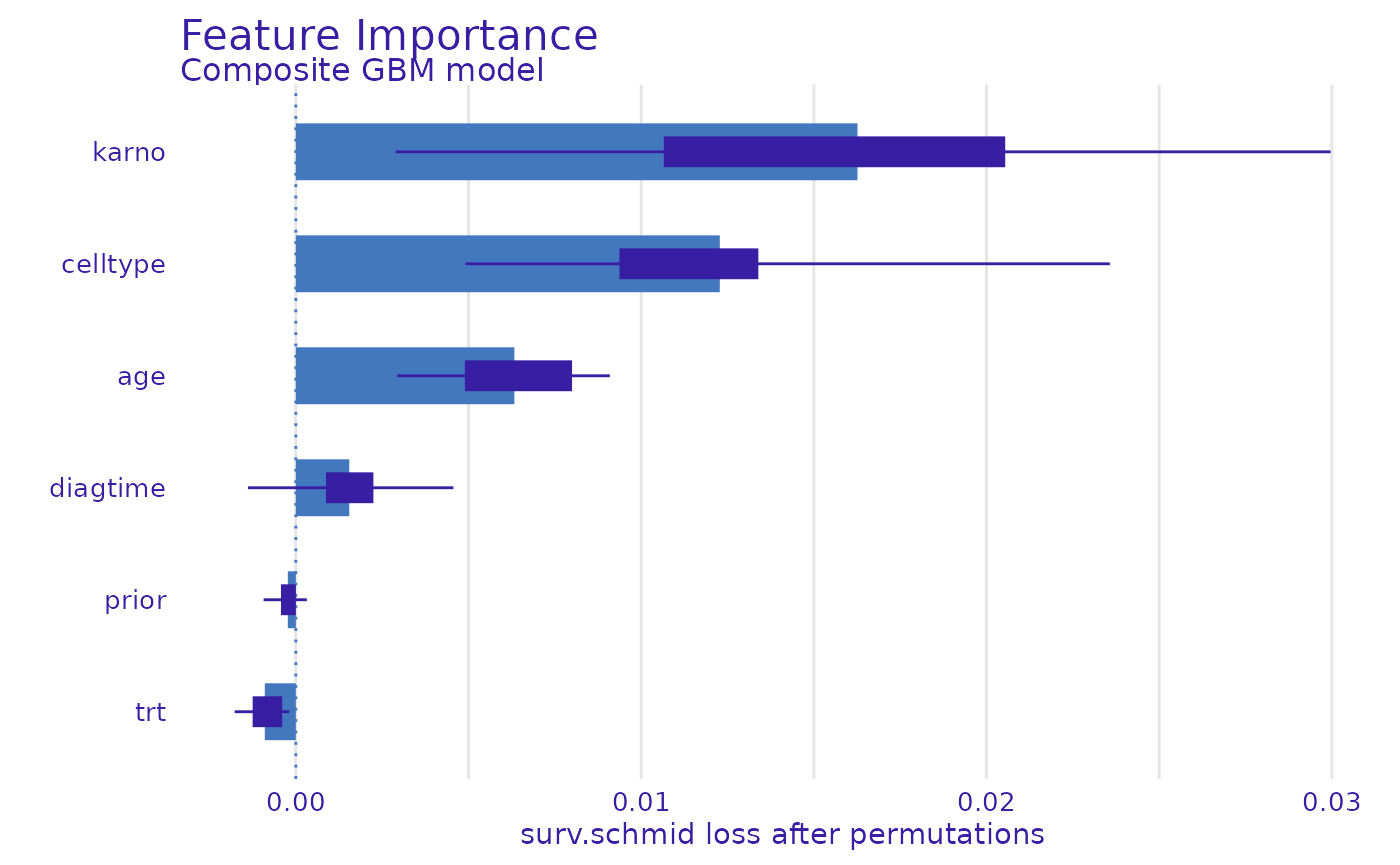 Feature Importance
Composite GBM model
karno
celltype
age
diagtime
prior
trt
0.00 0.01 0.02 0.03
surv.schmid loss after permutations